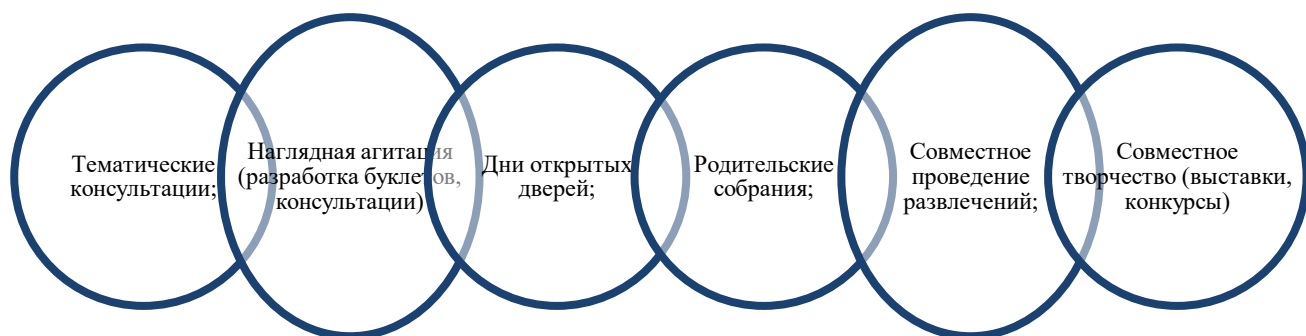 Тематические
консультации;
Наглядная агитация
(разработка буклетов,
консультации)
Дни открытых
дверей;
Родительские
собрания;
Совместное
проведение
развлечений;
Совместное
творчество (выставки,
конкурсы)